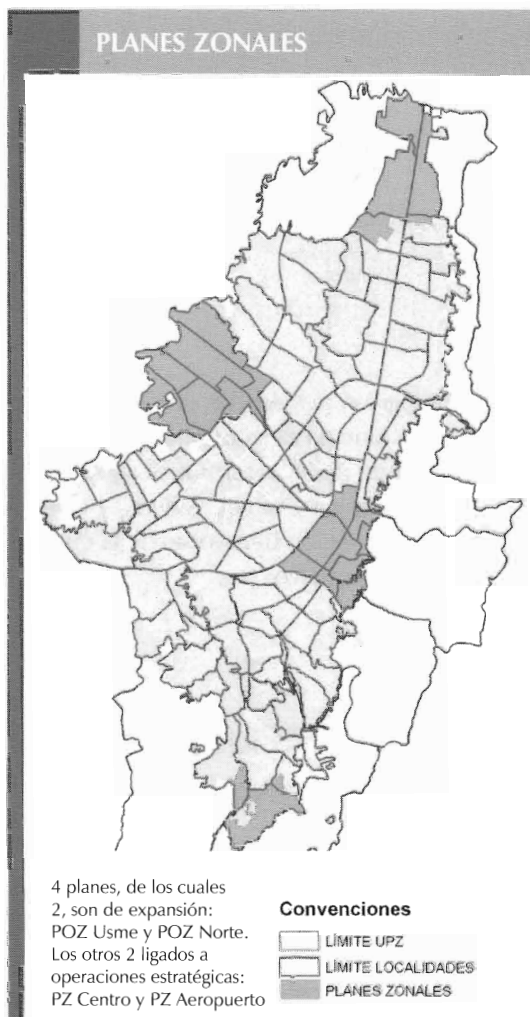 PLANES ZONALES
4 planes, de los cuales
2, son de expansión:
POZ Usme y POZ Norte.
Los otros 2 ligados a
operaciones estratégicas:
PZ Centro y PZ Aeropuerto
Convenciones
LÍMITE UPZ
LÍMITE LOCALIDADES
PLANES ZONALES